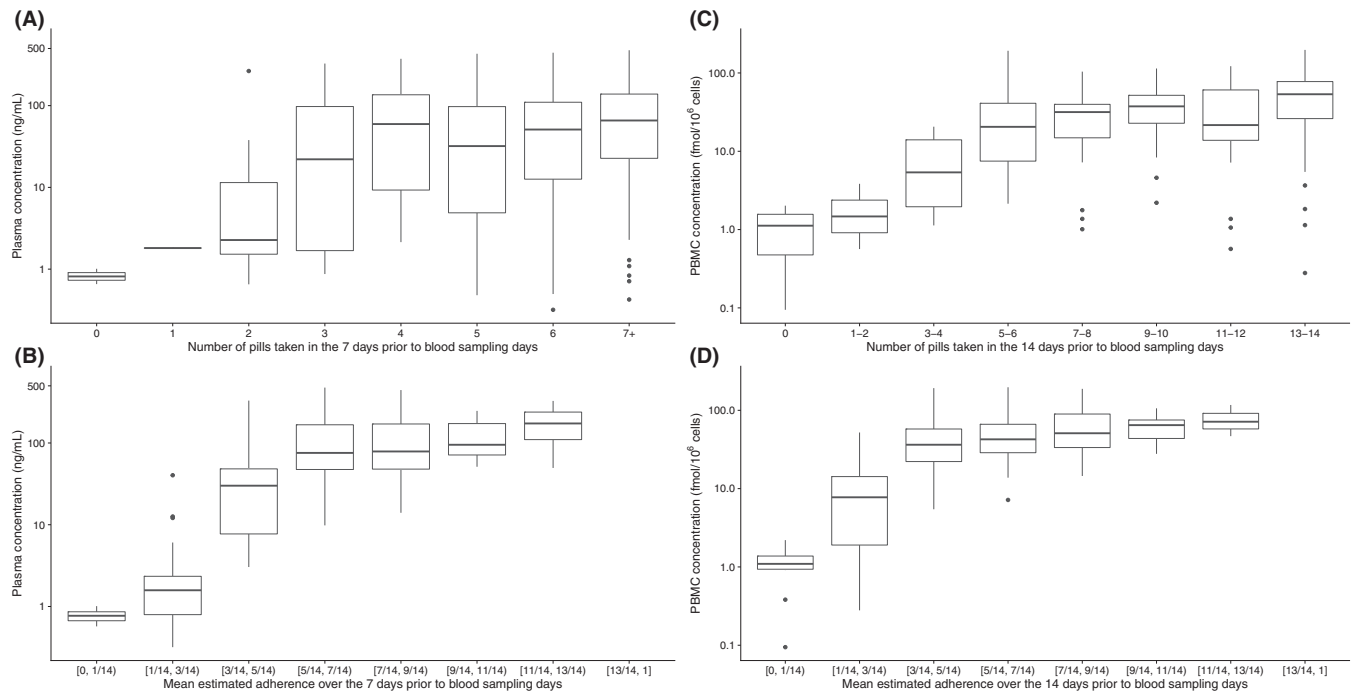 (A)
Plasma concentration (ng/mL)
500
100
10
1
0 1 2 3 4 5 6 7+
Number of pills taken in the 7 days prior to blood sampling days
(C)
PBMC concentration (fmol/10⁶ cells)
100.0
10.0
1.0
0.1
0 1–2 3–4 5–6 7–8 9–10 11–12 13–14
Number of pills taken in the 14 days prior to blood sampling days
(B)
Plasma concentration (ng/mL)
500
100
10
1
[0, 1/14) [1/14, 3/14) [3/14, 5/14) [5/14, 7/14) [7/14, 9/14) [9/14, 11/14) [11/14, 13/14) [13/14, 1]
Mean estimated adherence over the 7 days prior to blood sampling days
(D)
PBMC concentration (fmol/10⁶ cells)
100.0
10.0
1.0
0.1
[0, 1/14) [1/14, 3/14) [3/14, 5/14) [5/14, 7/14) [7/14, 9/14) [9/14, 11/14) [11/14, 13/14) [13/14, 1]
Mean estimated adherence over the 14 days prior to blood sampling days